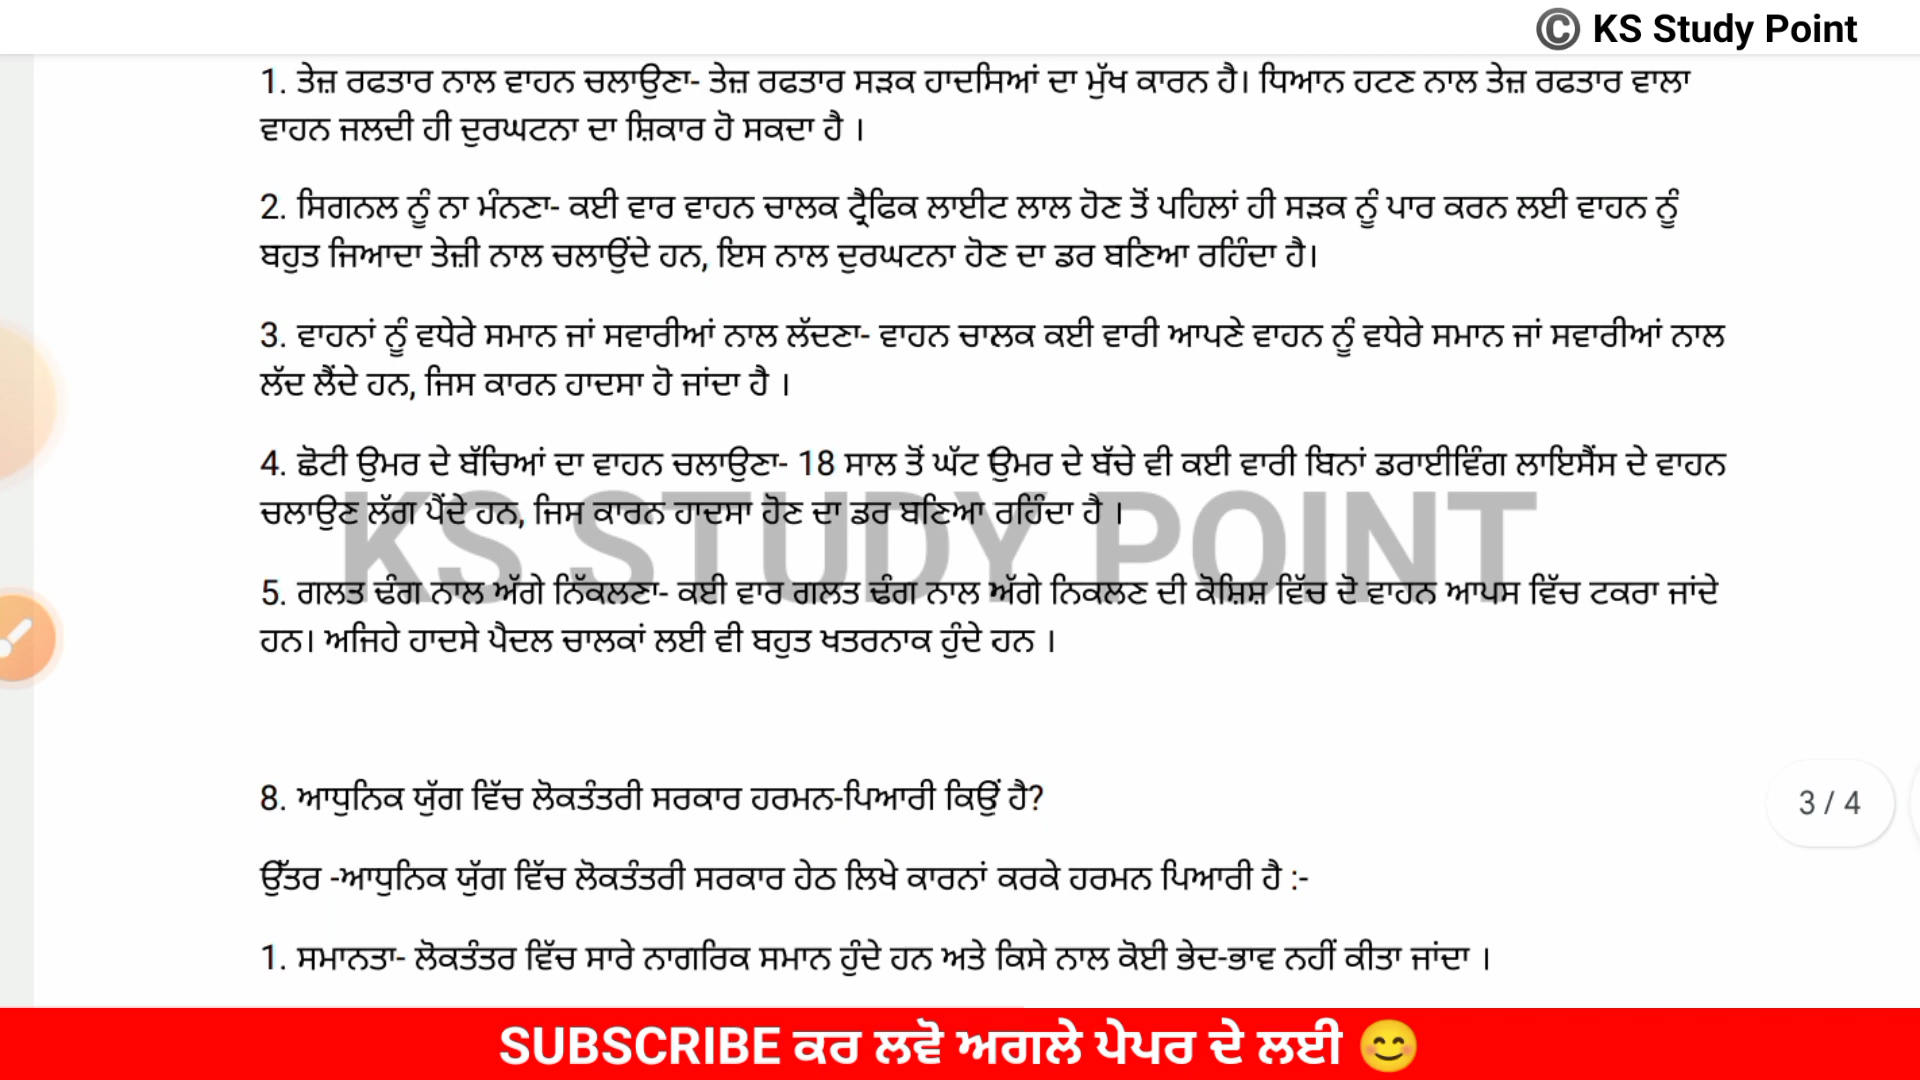 © KS Study Point
1. ਤੇਜ਼ ਰਫਤਾਰ ਨਾਲ ਵਾਹਨ ਚਲਾਉਣਾ- ਤੇਜ਼ ਰਫਤਾਰ ਸੜਕ ਹਾਦਸਿਆਂ ਦਾ ਮੁੱਖ ਕਾਰਨ ਹੈ। ਧਿਆਨ ਹਟਣ ਨਾਲ ਤੇਜ਼ ਰਫਤਾਰ ਵਾਲਾ
ਵਾਹਨ ਜਲਦੀ ਹੀ ਦੁਰਘਟਨਾ ਦਾ ਸ਼ਿਕਾਰ ਹੋ ਸਕਦਾ ਹੈ ।
2. ਸਿਗਨਲ ਨੂੰ ਨਾ ਮੰਨਣਾ- ਕਈ ਵਾਰ ਵਾਹਨ ਚਾਲਕ ਟ੍ਰੈਫਿਕ ਲਾਈਟ ਲਾਲ ਹੋਣ ਤੋਂ ਪਹਿਲਾਂ ਹੀ ਸੜਕ ਨੂੰ ਪਾਰ ਕਰਨ ਲਈ ਵਾਹਨ ਨੂੰ
ਬਹੁਤ ਜਿਆਦਾ ਤੇਜ਼ੀ ਨਾਲ ਚਲਾਉਂਦੇ ਹਨ, ਇਸ ਨਾਲ ਦੁਰਘਟਨਾ ਹੋਣ ਦਾ ਡਰ ਬਣਿਆ ਰਹਿੰਦਾ ਹੈ।
3. ਵਾਹਨਾਂ ਨੂੰ ਵਧੇਰੇ ਸਮਾਨ ਜਾਂ ਸਵਾਰੀਆਂ ਨਾਲ ਲੱਦਣਾ- ਵਾਹਨ ਚਾਲਕ ਕਈ ਵਾਰੀ ਆਪਣੇ ਵਾਹਨ ਨੂੰ ਵਧੇਰੇ ਸਮਾਨ ਜਾਂ ਸਵਾਰੀਆਂ ਨਾਲ
ਲੱਦ ਲੈਂਦੇ ਹਨ, ਜਿਸ ਕਾਰਨ ਹਾਦਸਾ ਹੋ ਜਾਂਦਾ ਹੈ ।
4. ਛੋਟੀ ਉਮਰ ਦੇ ਬੱਚਿਆਂ ਦਾ ਵਾਹਨ ਚਲਾਉਣਾ- 18 ਸਾਲ ਤੋਂ ਘੱਟ ਉਮਰ ਦੇ ਬੱਚੇ ਵੀ ਕਈ ਵਾਰੀ ਬਿਨਾਂ ਡਰਾਈਵਿੰਗ ਲਾਇਸੈਂਸ ਦੇ ਵਾਹਨ
ਚਲਾਉਣ ਲੱਗ ਪੈਂਦੇ ਹਨ, ਜਿਸ ਕਾਰਨ ਹਾਦਸਾ ਹੋਣ ਦਾ ਡਰ ਬਣਿਆ ਰਹਿੰਦਾ ਹੈ ।
KS STUDY POINT
5. ਗਲਤ ਢੰਗ ਨਾਲ ਅੱਗੇ ਨਿੱਕਲਣਾ- ਕਈ ਵਾਰ ਗਲਤ ਢੰਗ ਨਾਲ ਅੱਗੇ ਨਿਕਲਣ ਦੀ ਕੋਸ਼ਿਸ਼ ਵਿੱਚ ਦੋ ਵਾਹਨ ਆਪਸ ਵਿੱਚ ਟਕਰਾ ਜਾਂਦੇ
ਹਨ। ਅਜਿਹੇ ਹਾਦਸੇ ਪੈਦਲ ਚਾਲਕਾਂ ਲਈ ਵੀ ਬਹੁਤ ਖਤਰਨਾਕ ਹੁੰਦੇ ਹਨ ।
8. ਆਧੁਨਿਕ ਯੁੱਗ ਵਿੱਚ ਲੋਕਤੰਤਰੀ ਸਰਕਾਰ ਹਰਮਨ-ਪਿਆਰੀ ਕਿਉਂ ਹੈ?
3 / 4
ਉੱਤਰ -ਆਧੁਨਿਕ ਯੁੱਗ ਵਿੱਚ ਲੋਕਤੰਤਰੀ ਸਰਕਾਰ ਹੇਠ ਲਿਖੇ ਕਾਰਨਾਂ ਕਰਕੇ ਹਰਮਨ ਪਿਆਰੀ ਹੈ :-
1. ਸਮਾਨਤਾ- ਲੋਕਤੰਤਰ ਵਿੱਚ ਸਾਰੇ ਨਾਗਰਿਕ ਸਮਾਨ ਹੁੰਦੇ ਹਨ ਅਤੇ ਕਿਸੇ ਨਾਲ ਕੋਈ ਭੇਦ-ਭਾਵ ਨਹੀਂ ਕੀਤਾ ਜਾਂਦਾ ।
SUBSCRIBE ਕਰ ਲਵੋ ਅਗਲੇ ਪੇਪਰ ਦੇ ਲਈ 😊